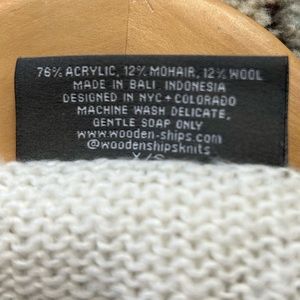 76% ACRYLIC, 12% MOHAIR, 12% WOOL
MADE IN BALI INDONESIA
DESIGNED IN NYC + COLORADO
MACHINE WASH DELICATE,
GENTLE SOAP ONLY
www.wooden-ships.com
@woodenshipsknits